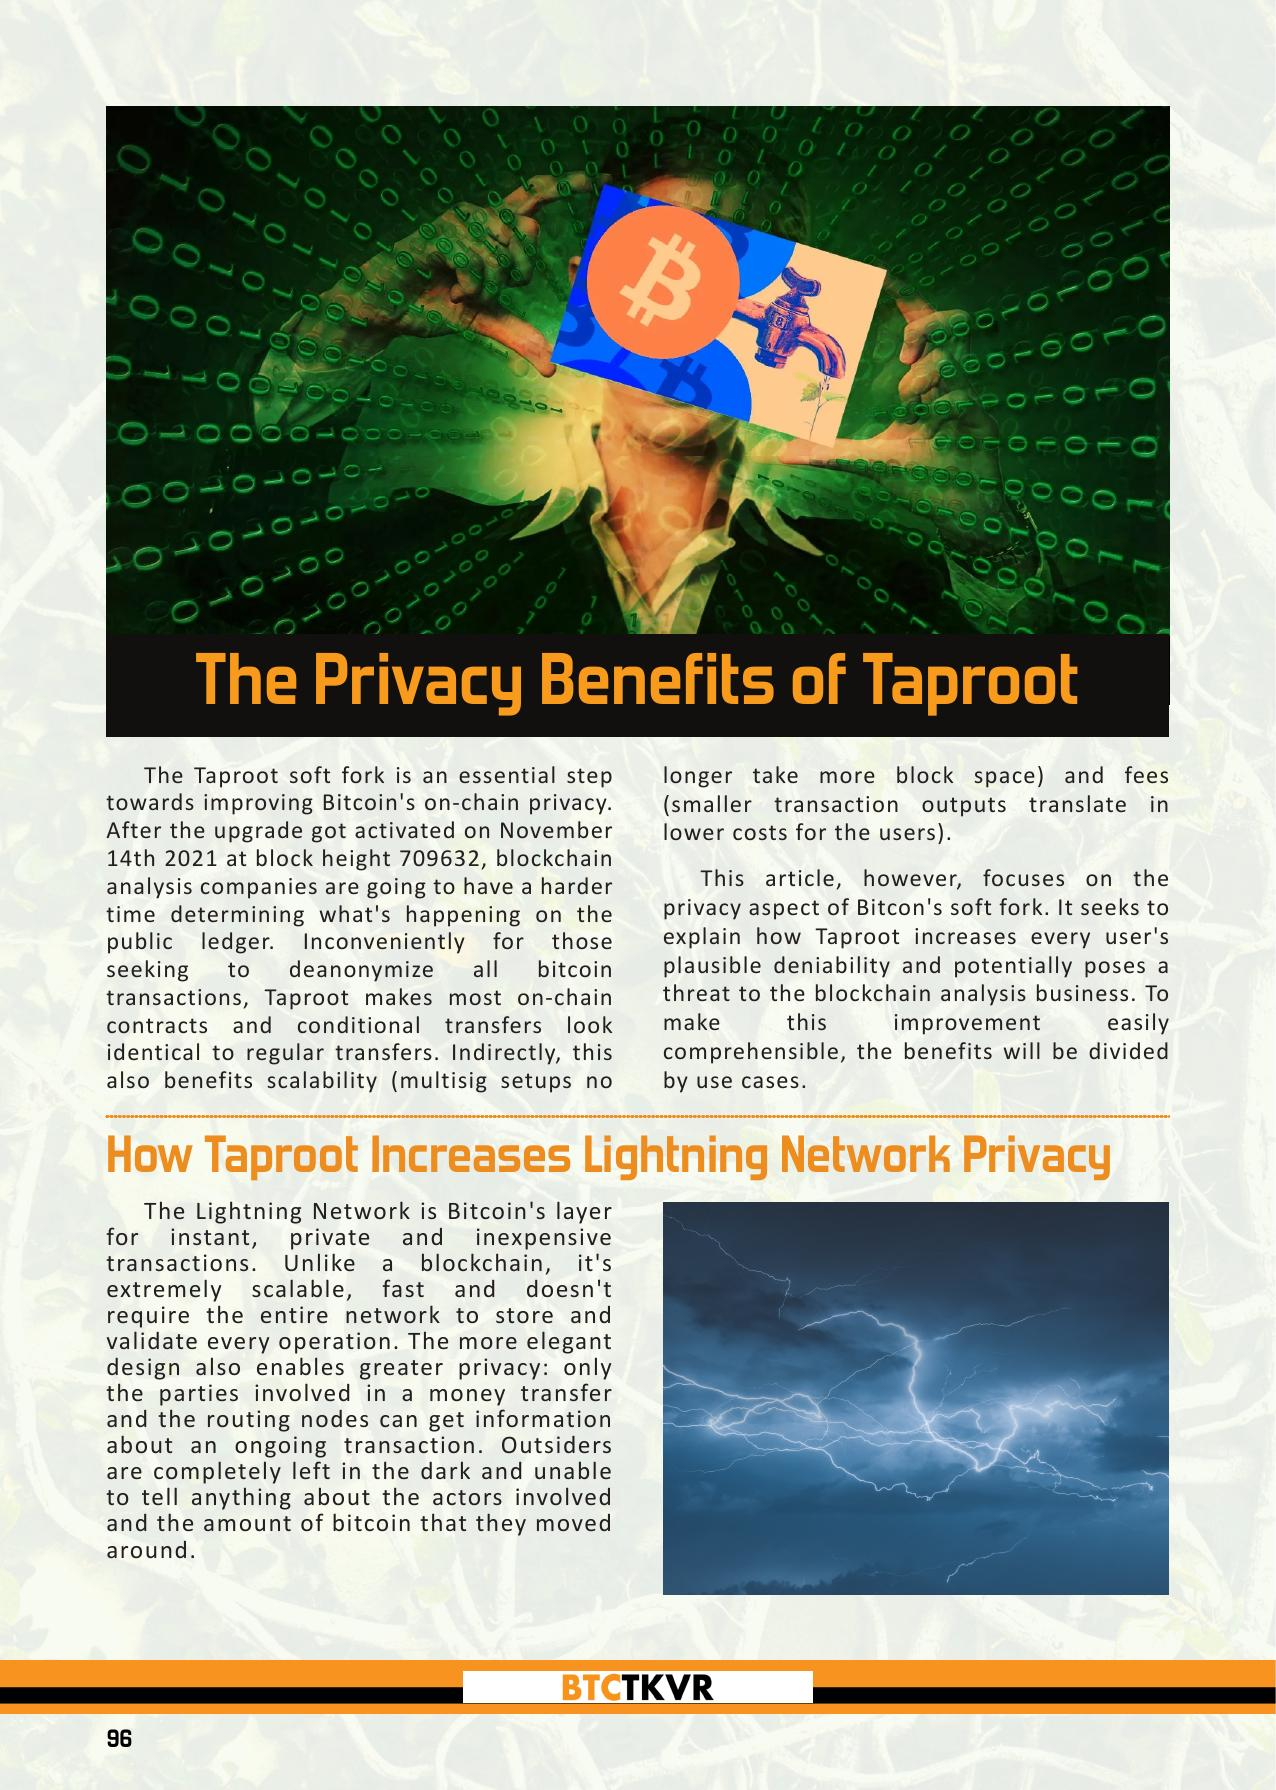 The Privacy Benefits of Taproot
The Taproot soft fork is an essential step
towards improving Bitcoin's on-chain privacy.
After the upgrade got activated on November
14th 2021 at block height 709632, blockchain
analysis companies are going to have a harder
time determining what's happening on the
public ledger. Inconveniently for those
seeking to deanonymize all bitcoin
transactions, Taproot makes most on-chain
contracts and conditional transfers look
identical to regular transfers. Indirectly, this
also benefits scalability (multisig setups no
longer take more block space) and fees
(smaller transaction outputs translate in
lower costs for the users).
This article, however, focuses on the
privacy aspect of Bitcon's soft fork. It seeks to
explain how Taproot increases every user's
plausible deniability and potentially poses a
threat to the blockchain analysis business. To
make this improvement easily
comprehensible, the benefits will be divided
by use cases.
How Taproot Increases Lightning Network Privacy
The Lightning Network is Bitcoin's layer
for instant, private and inexpensive
transactions. Unlike a blockchain, it's
extremely scalable, fast and doesn't
require the entire network to store and
validate every operation. The more elegant
design also enables greater privacy: only
the parties involved in a money transfer
and the routing nodes can get information
about an ongoing transaction. Outsiders
are completely left in the dark and unable
to tell anything about the actors involved
and the amount of bitcoin that they moved
around.
BTCTKVR
96